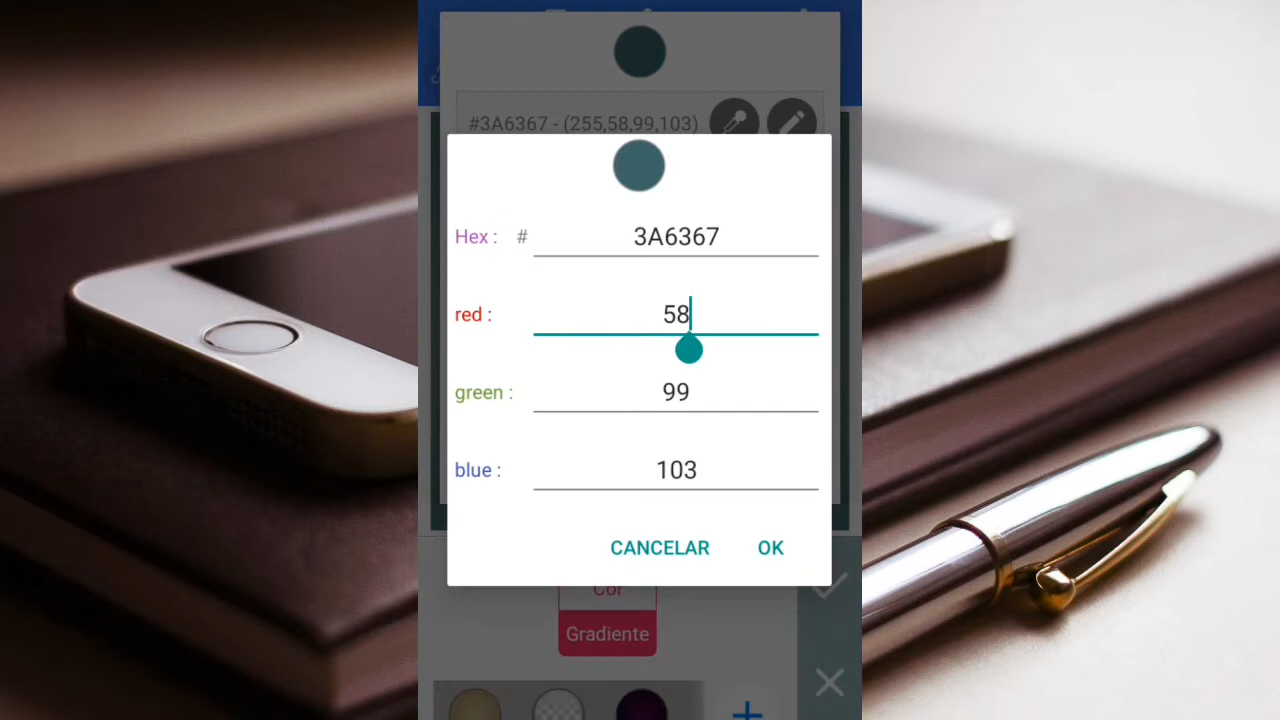 #3A6367 - (255,58,99,103)
Hex : # 3A6367
red : 58
green : 99
blue : 103
CANCELAR OK
Cor
Gradiente